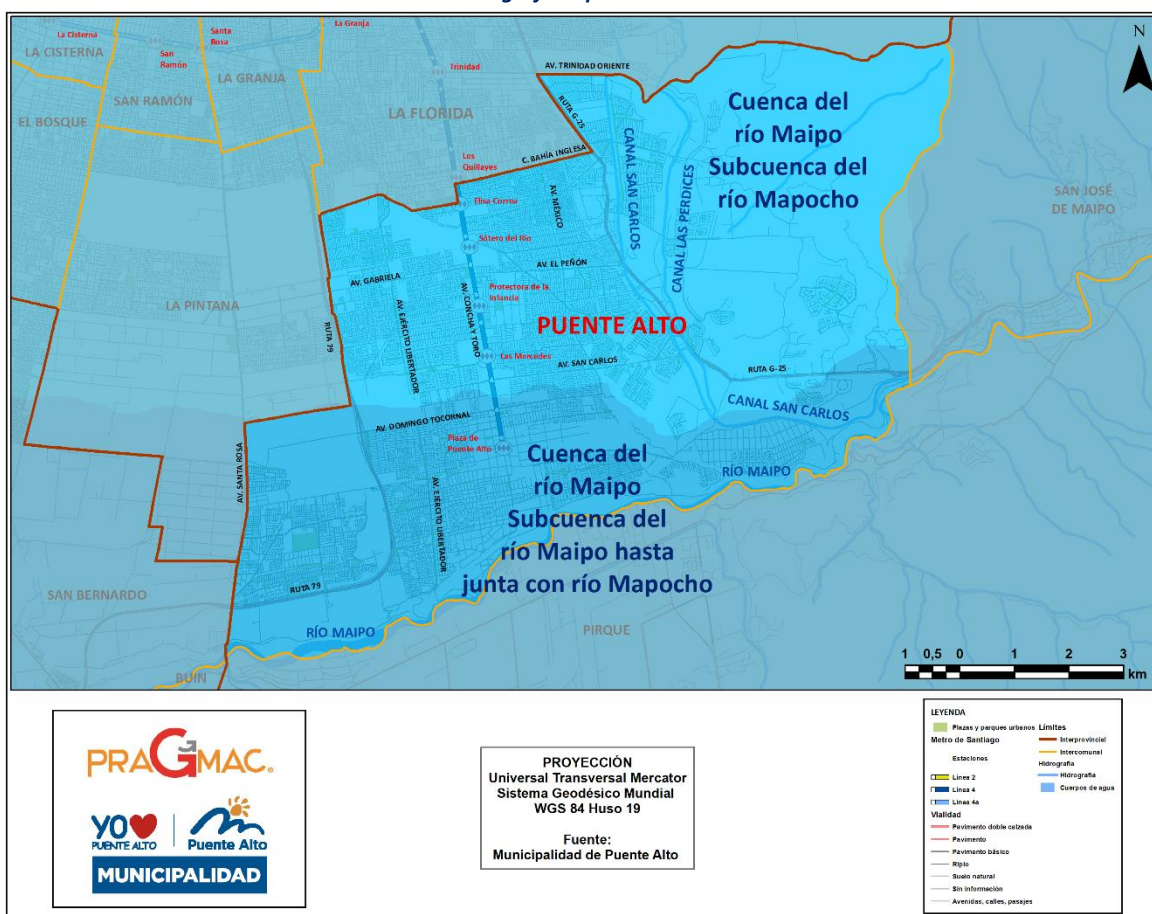 La Cisterna
La Granja
LA CISTERNA
Santa
Rosa
San
Ramón
LA GRANJA
Trinidad
AV. TRINIDAD ORIENTE
N
SAN RAMÓN
EL BOSQUE
LA FLORIDA
RUTA G-25
Cuenca del
río Maipo
Subcuenca del
río Mapocho
CANAL SAN CARLOS
CANAL LAS PERDICES
Los
Quillayes
C. BAHÍA INGLESA
SAN JOSÉ
DE MAIPO
Elisa Correa
AV. MÉXICO
Sótero del Río
AV. EL PEÑÓN
AV. GABRIELA
Protectora de la
Infancia
LA PINTANA
RUTA 79
AV. EJÉRCITO LIBERTADOR
AV. CONCHA Y TORO
PUENTE ALTO
Las Mercedes
AV. SAN CARLOS
RUTA G-25
CANAL SAN CARLOS
AV. DOMINGO TOCORNAL
Plaza de
Puente Alto
AV. SANTA ROSA
RÍO MAIPO
Cuenca del
río Maipo
Subcuenca del
río Maipo hasta
junta con río Mapocho
AV. EJÉRCITO LIBERTADOR
RUTA 79
SAN BERNARDO
RÍO MAIPO
PIRQUE
BUIN
1 0,5 0 1 2 3
km
PRAGMAC®
YO
PUENTE ALTO
Puente Alto
MUNICIPALIDAD
PROYECCIÓN
Universal Transversal Mercator
Sistema Geodésico Mundial
WGS 84 Huso 19
Fuente:
Municipalidad de Puente Alto
LEYENDA
Plazas y parques urbanos
Metro de Santiago
Estaciones
Línea 2
Línea 4
Línea 4a
Vialidad
Pavimento doble calzada
Pavimento
Pavimento básico
Ripio
Suelo natural
Sin información
Avenidas, calles, pasajes
Límites
Interprovincial
Intercomunal
Hidrografía
Hidrografía
Cuerpos de agua